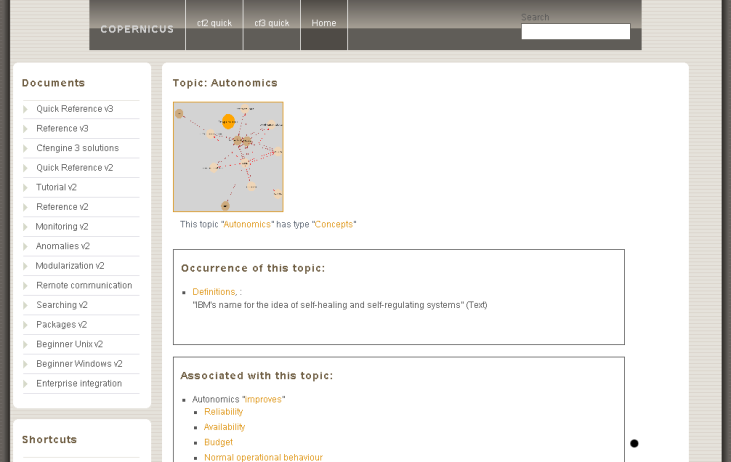 COPERNICUS
cf2 quick
cf3 quick
Home
Search
Documents
Quick Reference v3
Reference v3
Cfengine 3 solutions
Quick Reference v2
Tutorial v2
Reference v2
Monitoring v2
Anomalies v2
Modularization v2
Remote communication
Searching v2
Packages v2
Beginner Unix v2
Beginner Windows v2
Enterprise integration
Shortcuts
Topic: Autonomics
This topic "Autonomics" has type "Concepts"
Occurrence of this topic:
Definitions, :
"IBM's name for the idea of self-healing and self-regulating systems" (Text)
Associated with this topic:
Autonomics "improves"
Reliability
Availability
Budget
Normal operational behaviour